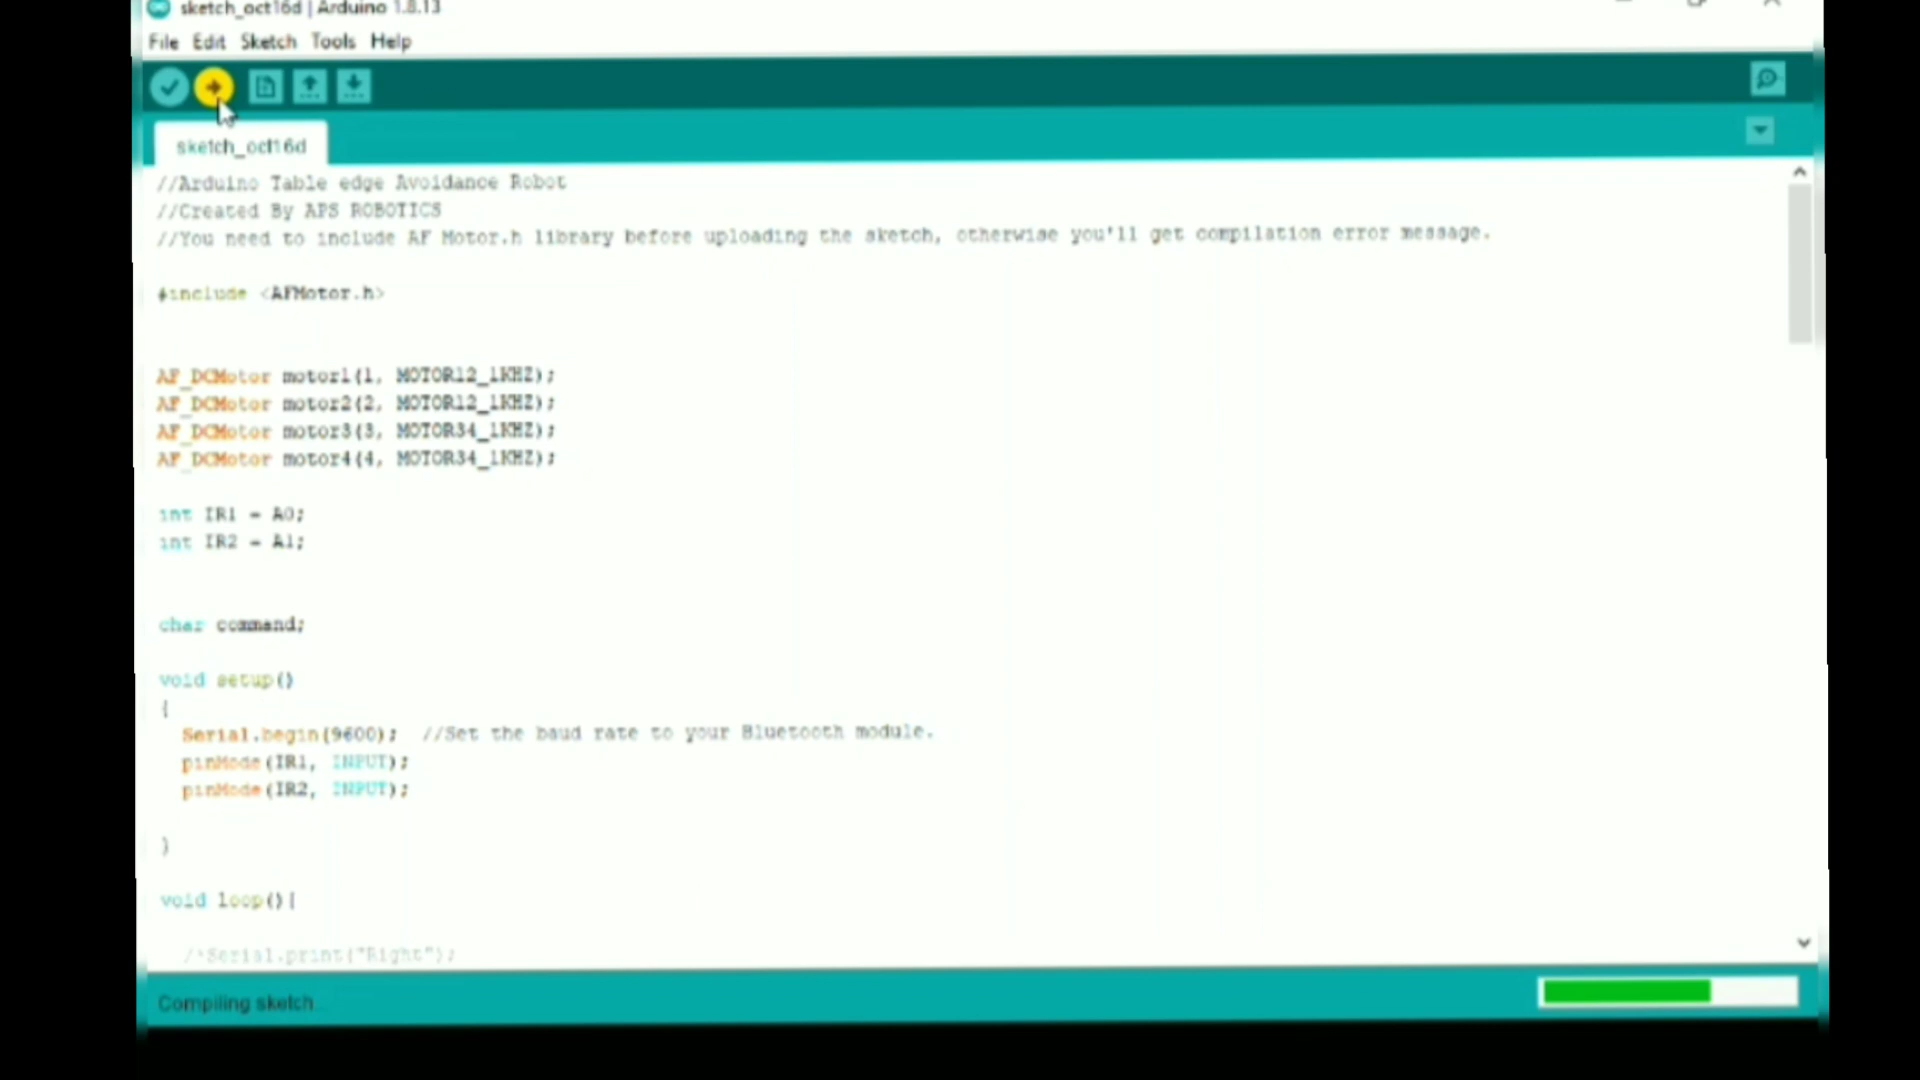 sketch_oct16d | Arduino 1.8.13
File Edit Sketch Tools Help
sketch_oct16d
//Arduino Table edge Avoidance Robot
//Created By APS ROBOTICS
//You need to include AF Motor.h library before uploading the sketch, otherwise you'll get compilation error message.
#include <AFMotor.h>
AF_DCMotor motor1(1, MOTOR12_1KHZ);
AF_DCMotor motor2(2, MOTOR12_1KHZ);
AF_DCMotor motor3(3, MOTOR34_1KHZ);
AF_DCMotor motor4(4, MOTOR34_1KHZ);
int IR1 = A0;
int IR2 = A1;
char command;
void setup()
{
Serial.begin(9600); //Set the baud rate to your Bluetooth module.
pinMode(IR1, INPUT);
pinMode(IR2, INPUT);
}
void loop(){
/*Serial.print("Right");
Compiling sketch